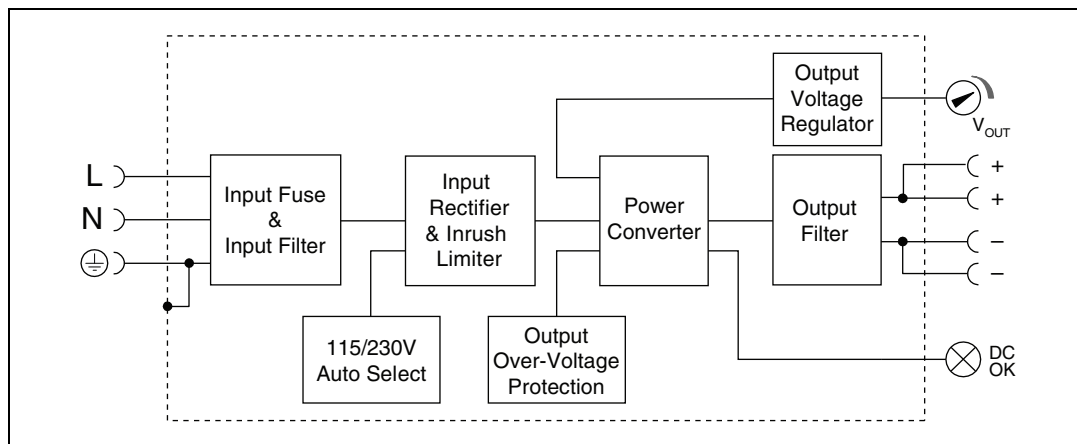 Output
Voltage
Regulator
V_OUT
L
N
Input Fuse
&
Input Filter
Input
Rectifier
& Inrush
Limiter
Power
Converter
Output
Filter
+
+
−
−
115/230V
Auto Select
Output
Over-Voltage
Protection
DC
OK